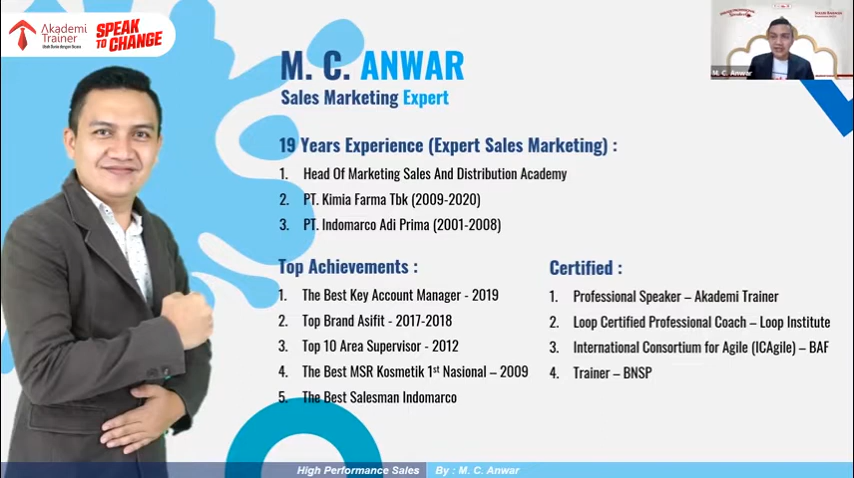 Akademi
Trainer
Ubah Dunia dengan Bicara
SPEAK
TO CHANGE
M. C. Anwar
M. C. ANWAR
Sales Marketing Expert
19 Years Experience (Expert Sales Marketing) :
1. Head Of Marketing Sales And Distribution Academy
2. PT. Kimia Farma Tbk (2009-2020)
3. PT. Indomarco Adi Prima (2001-2008)
Top Achievements :
1. The Best Key Account Manager - 2019
2. Top Brand Asifit - 2017-2018
3. Top 10 Area Supervisor - 2012
4. The Best MSR Kosmetik 1st Nasional – 2009
5. The Best Salesman Indomarco
Certified :
1. Professional Speaker – Akademi Trainer
2. Loop Certified Professional Coach – Loop Institute
3. International Consortium for Agile (ICAgile) – BAF
4. Trainer – BNSP
High Performance Sales By : M. C. Anwar